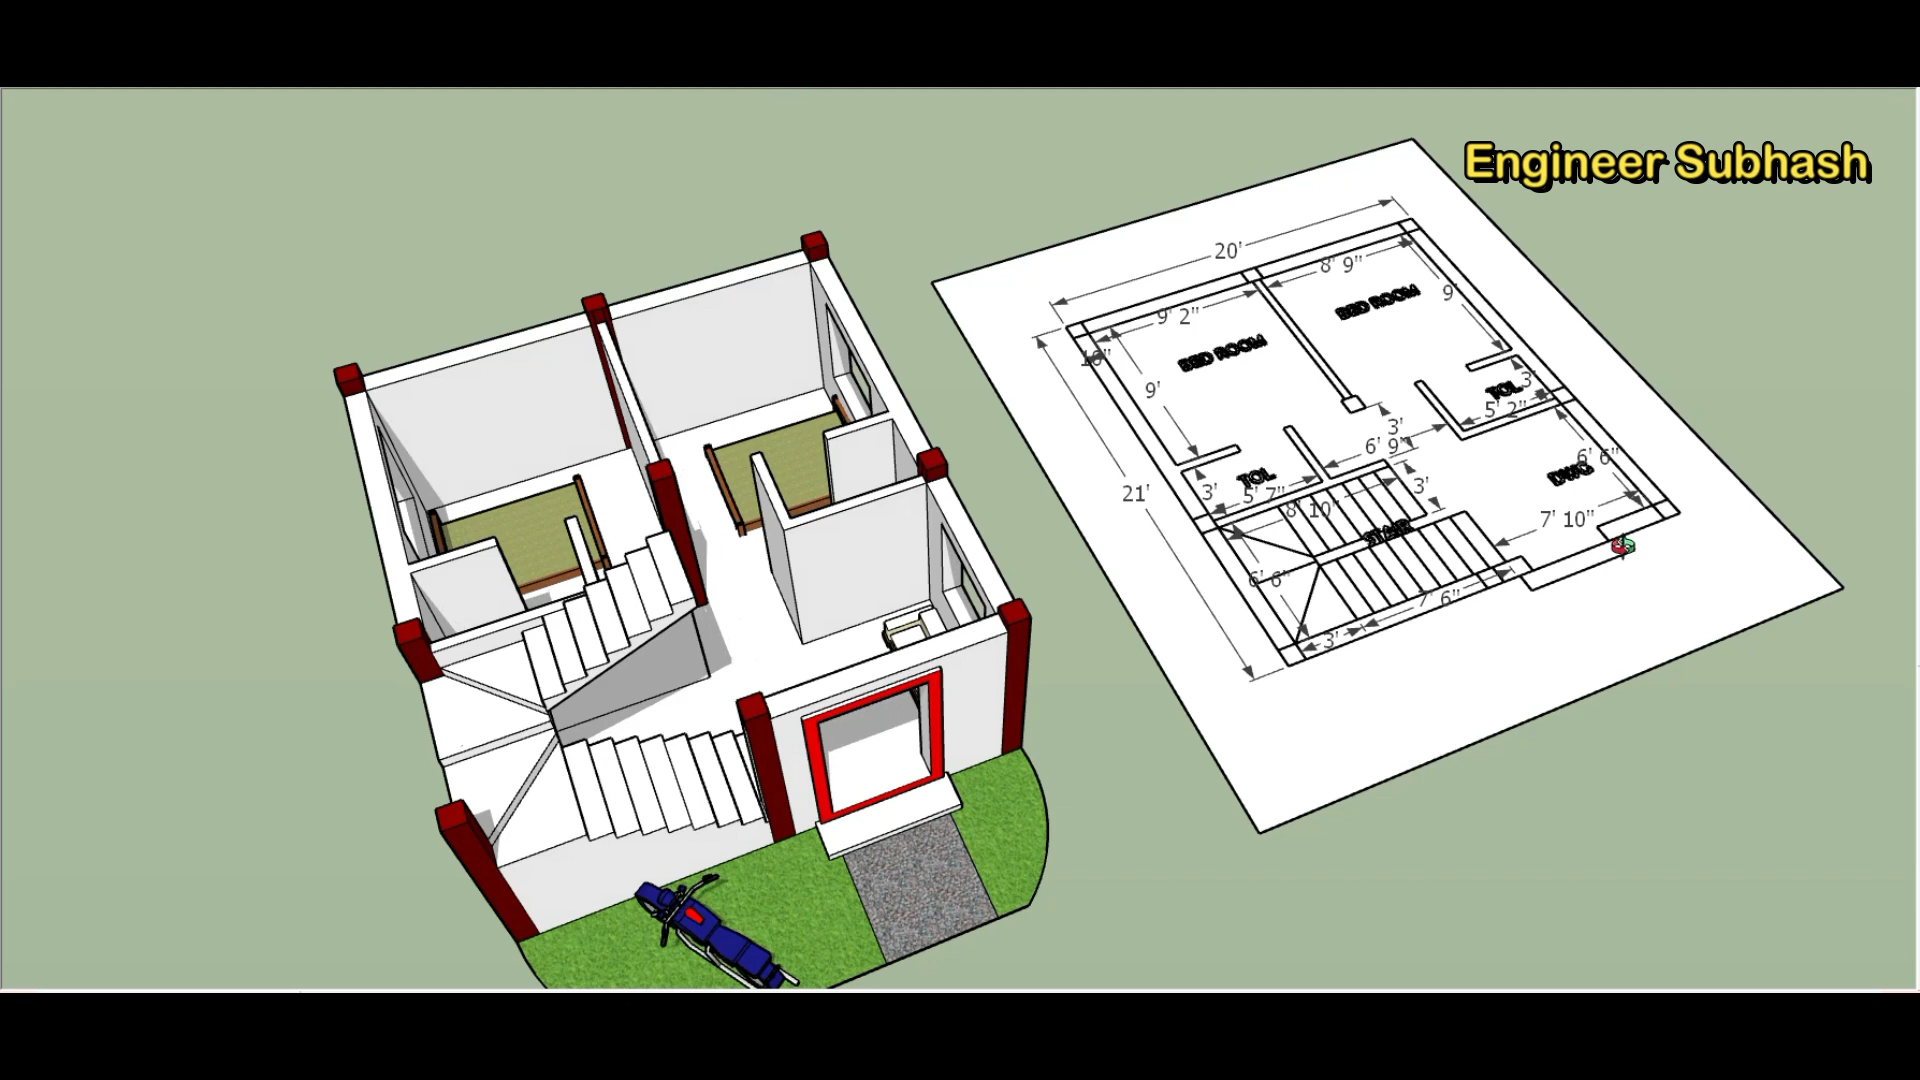 Engineer Subhash
20'
8' 9"
BED ROOM
9'
9' 2"
BED ROOM
10"
9'
3'
TOL
5' 2"
3'
6' 9"
6' 6"
DWG
TOL
3'
5' 7"
3'
21'
8' 10"
7' 10"
STAIR
6' 6"
7' 6"
3'